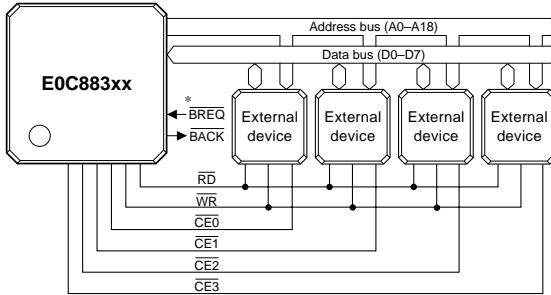 Address bus (A0–A18)
Data bus (D0–D7)
E0C883xx
*
BREQ
BACK
External
device
External
device
External
device
External
device
RD
WR
CE0
CE1
CE2
CE3